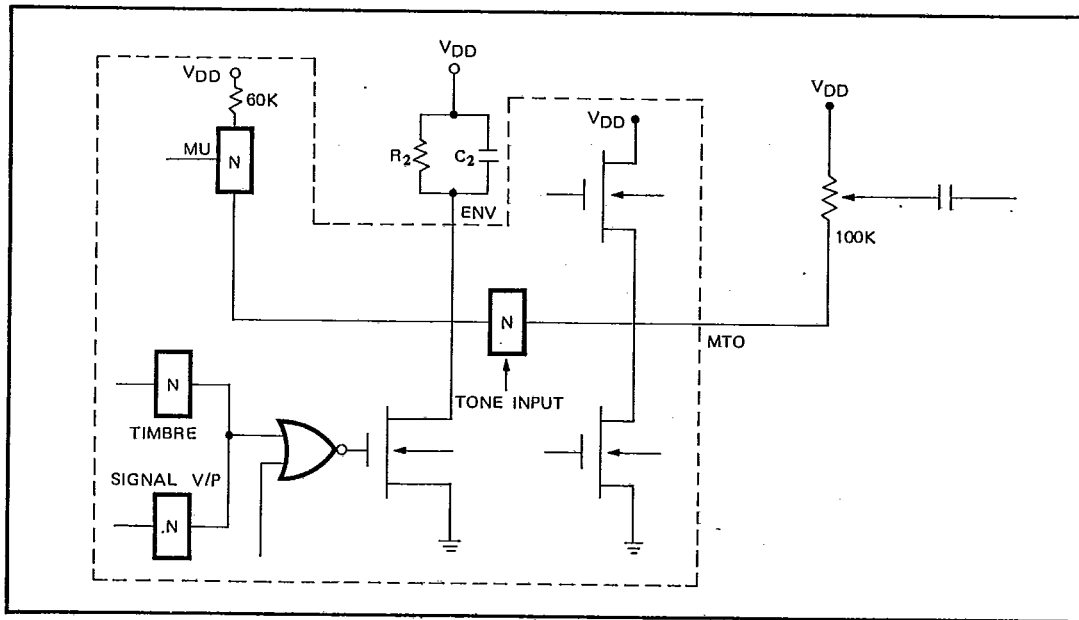 VDD
60K
MU
N
VDD
R2
C2
ENV
VDD
VDD
100K
N
MTO
TONE INPUT
N
TIMBRE
SIGNAL V/P
.N